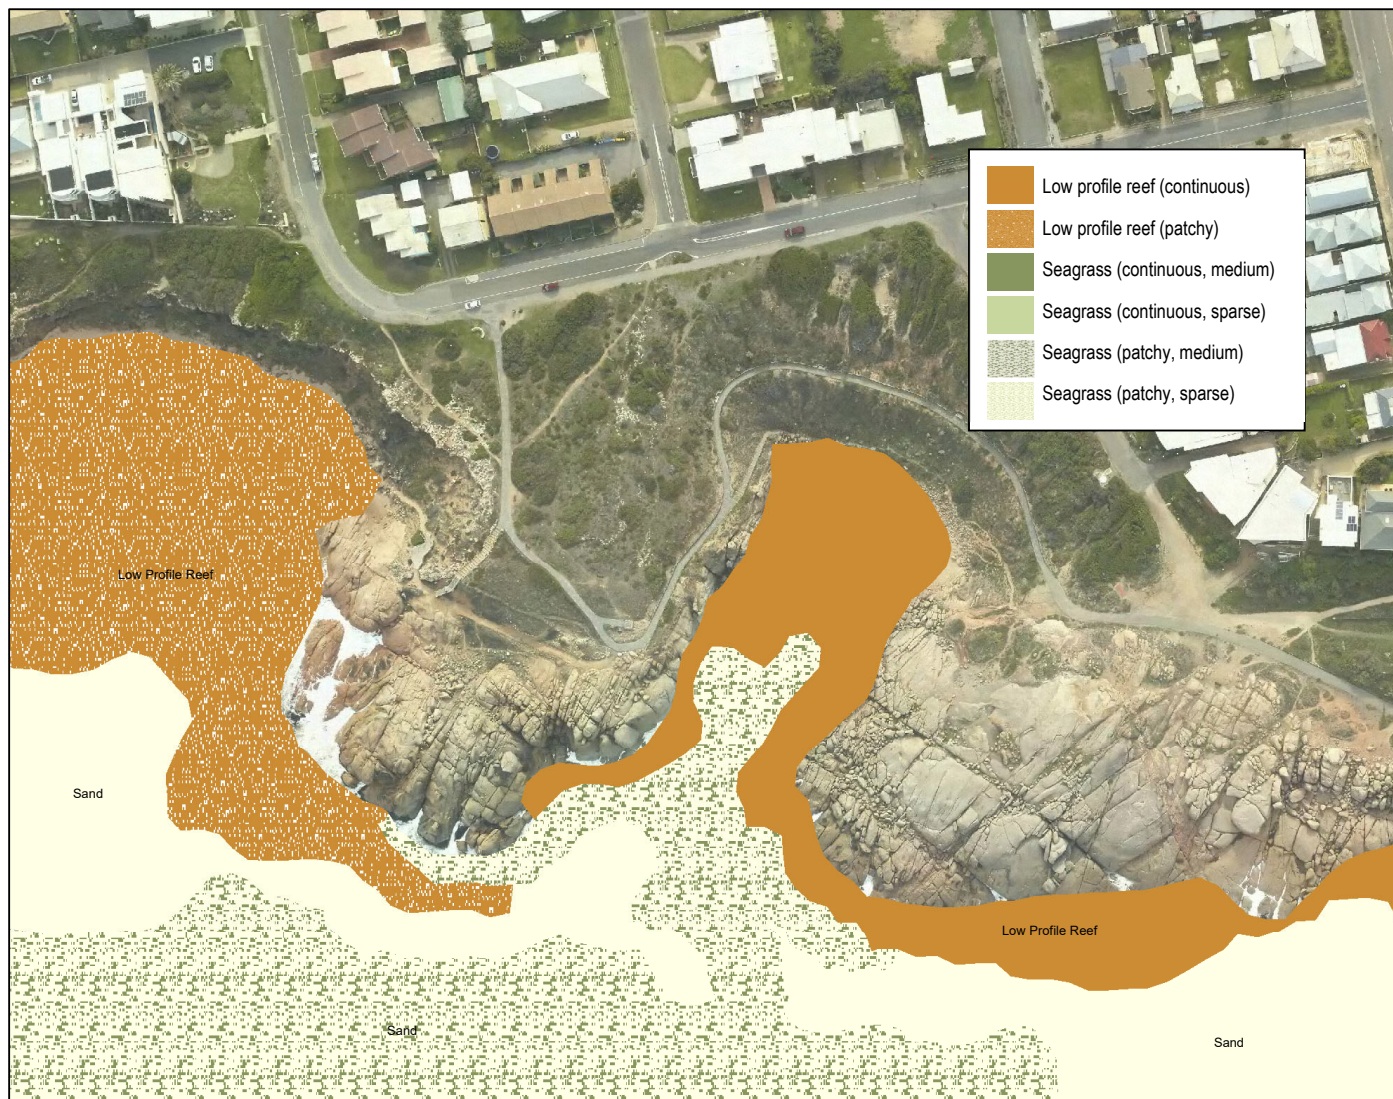 Low profile reef (continuous)
Low profile reef (patchy)
Seagrass (continuous, medium)
Seagrass (continuous, sparse)
Seagrass (patchy, medium)
Seagrass (patchy, sparse)
Low Profile Reef
Sand
Low Profile Reef
Sand
Sand